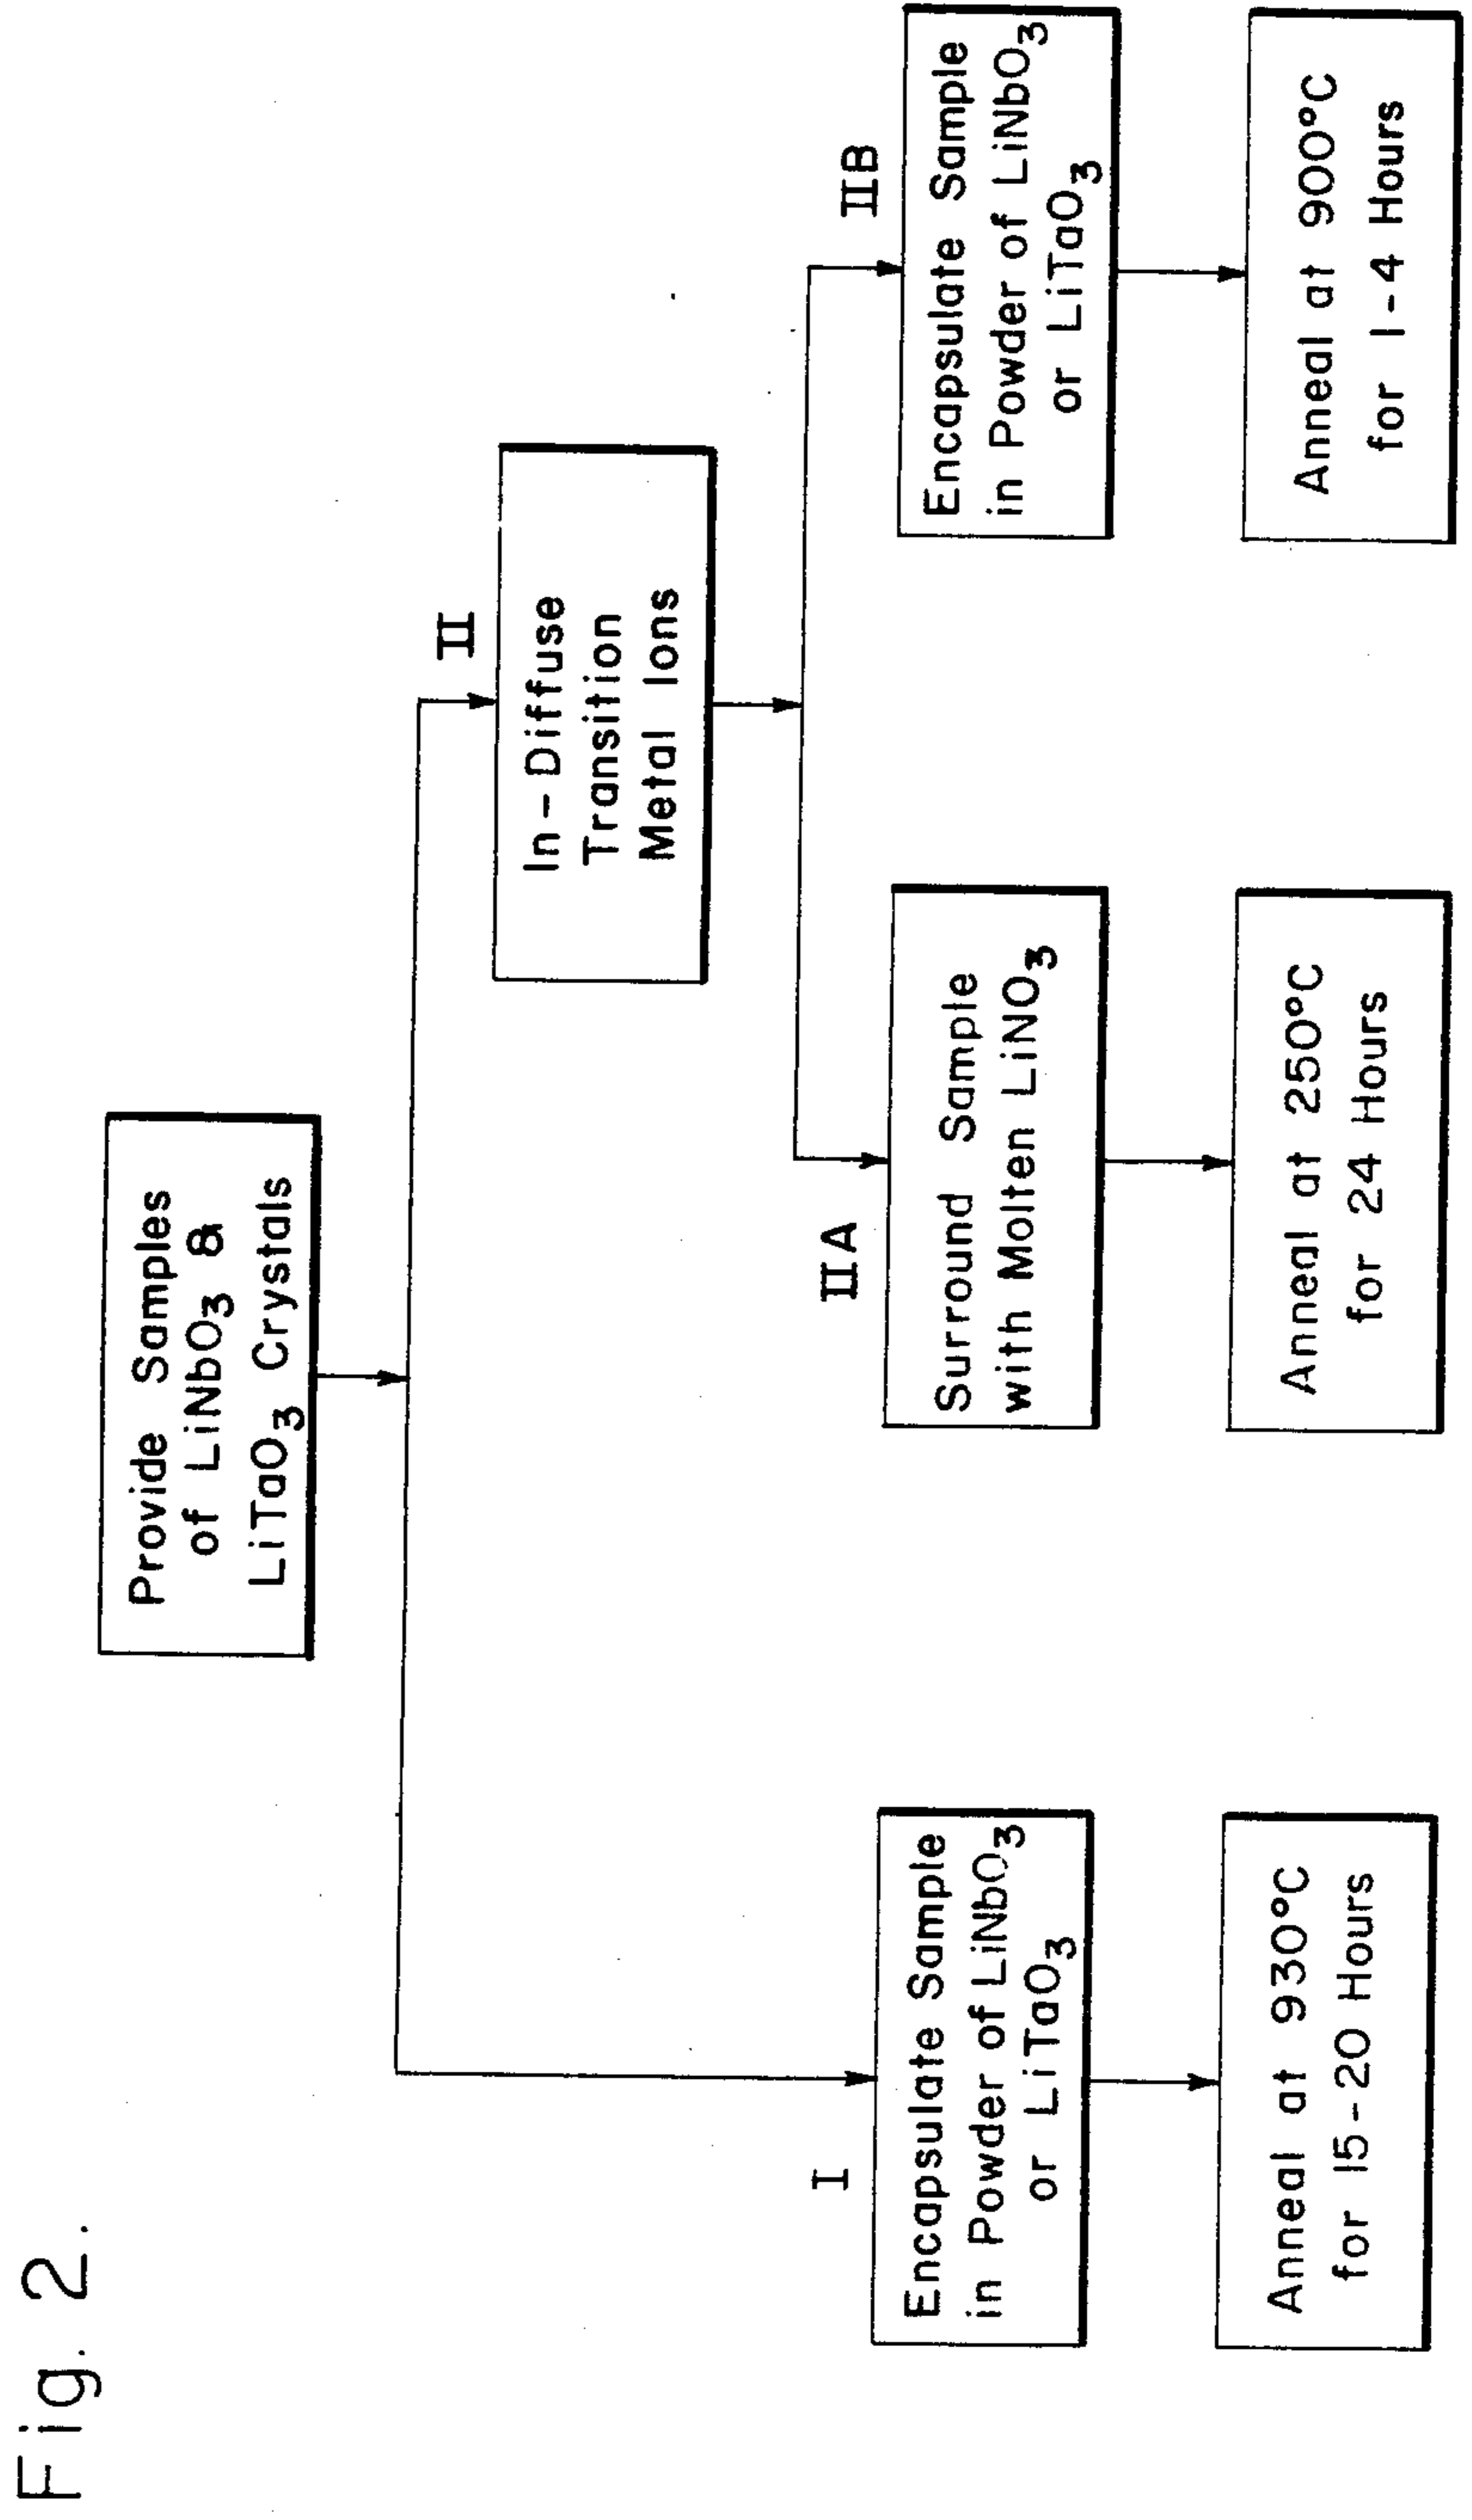 Fig. 2.
Provide Samples
of LiNbO3 &
LiTaO3 Crystals
II
In-Diffuse
Transition
Metal Ions
I
Encapsulate Sample
in Powder of LiNbO3
or LiTaO3
Anneal at 930°C
for 15-20 Hours
IIA
Surround Sample
with Molten LiNO3
Anneal at 250°C
for 24 Hours
IIB
Encapsulate Sample
in Powder of LiNbO3
or LiTaO3
Anneal at 900°C
for 1-4 Hours